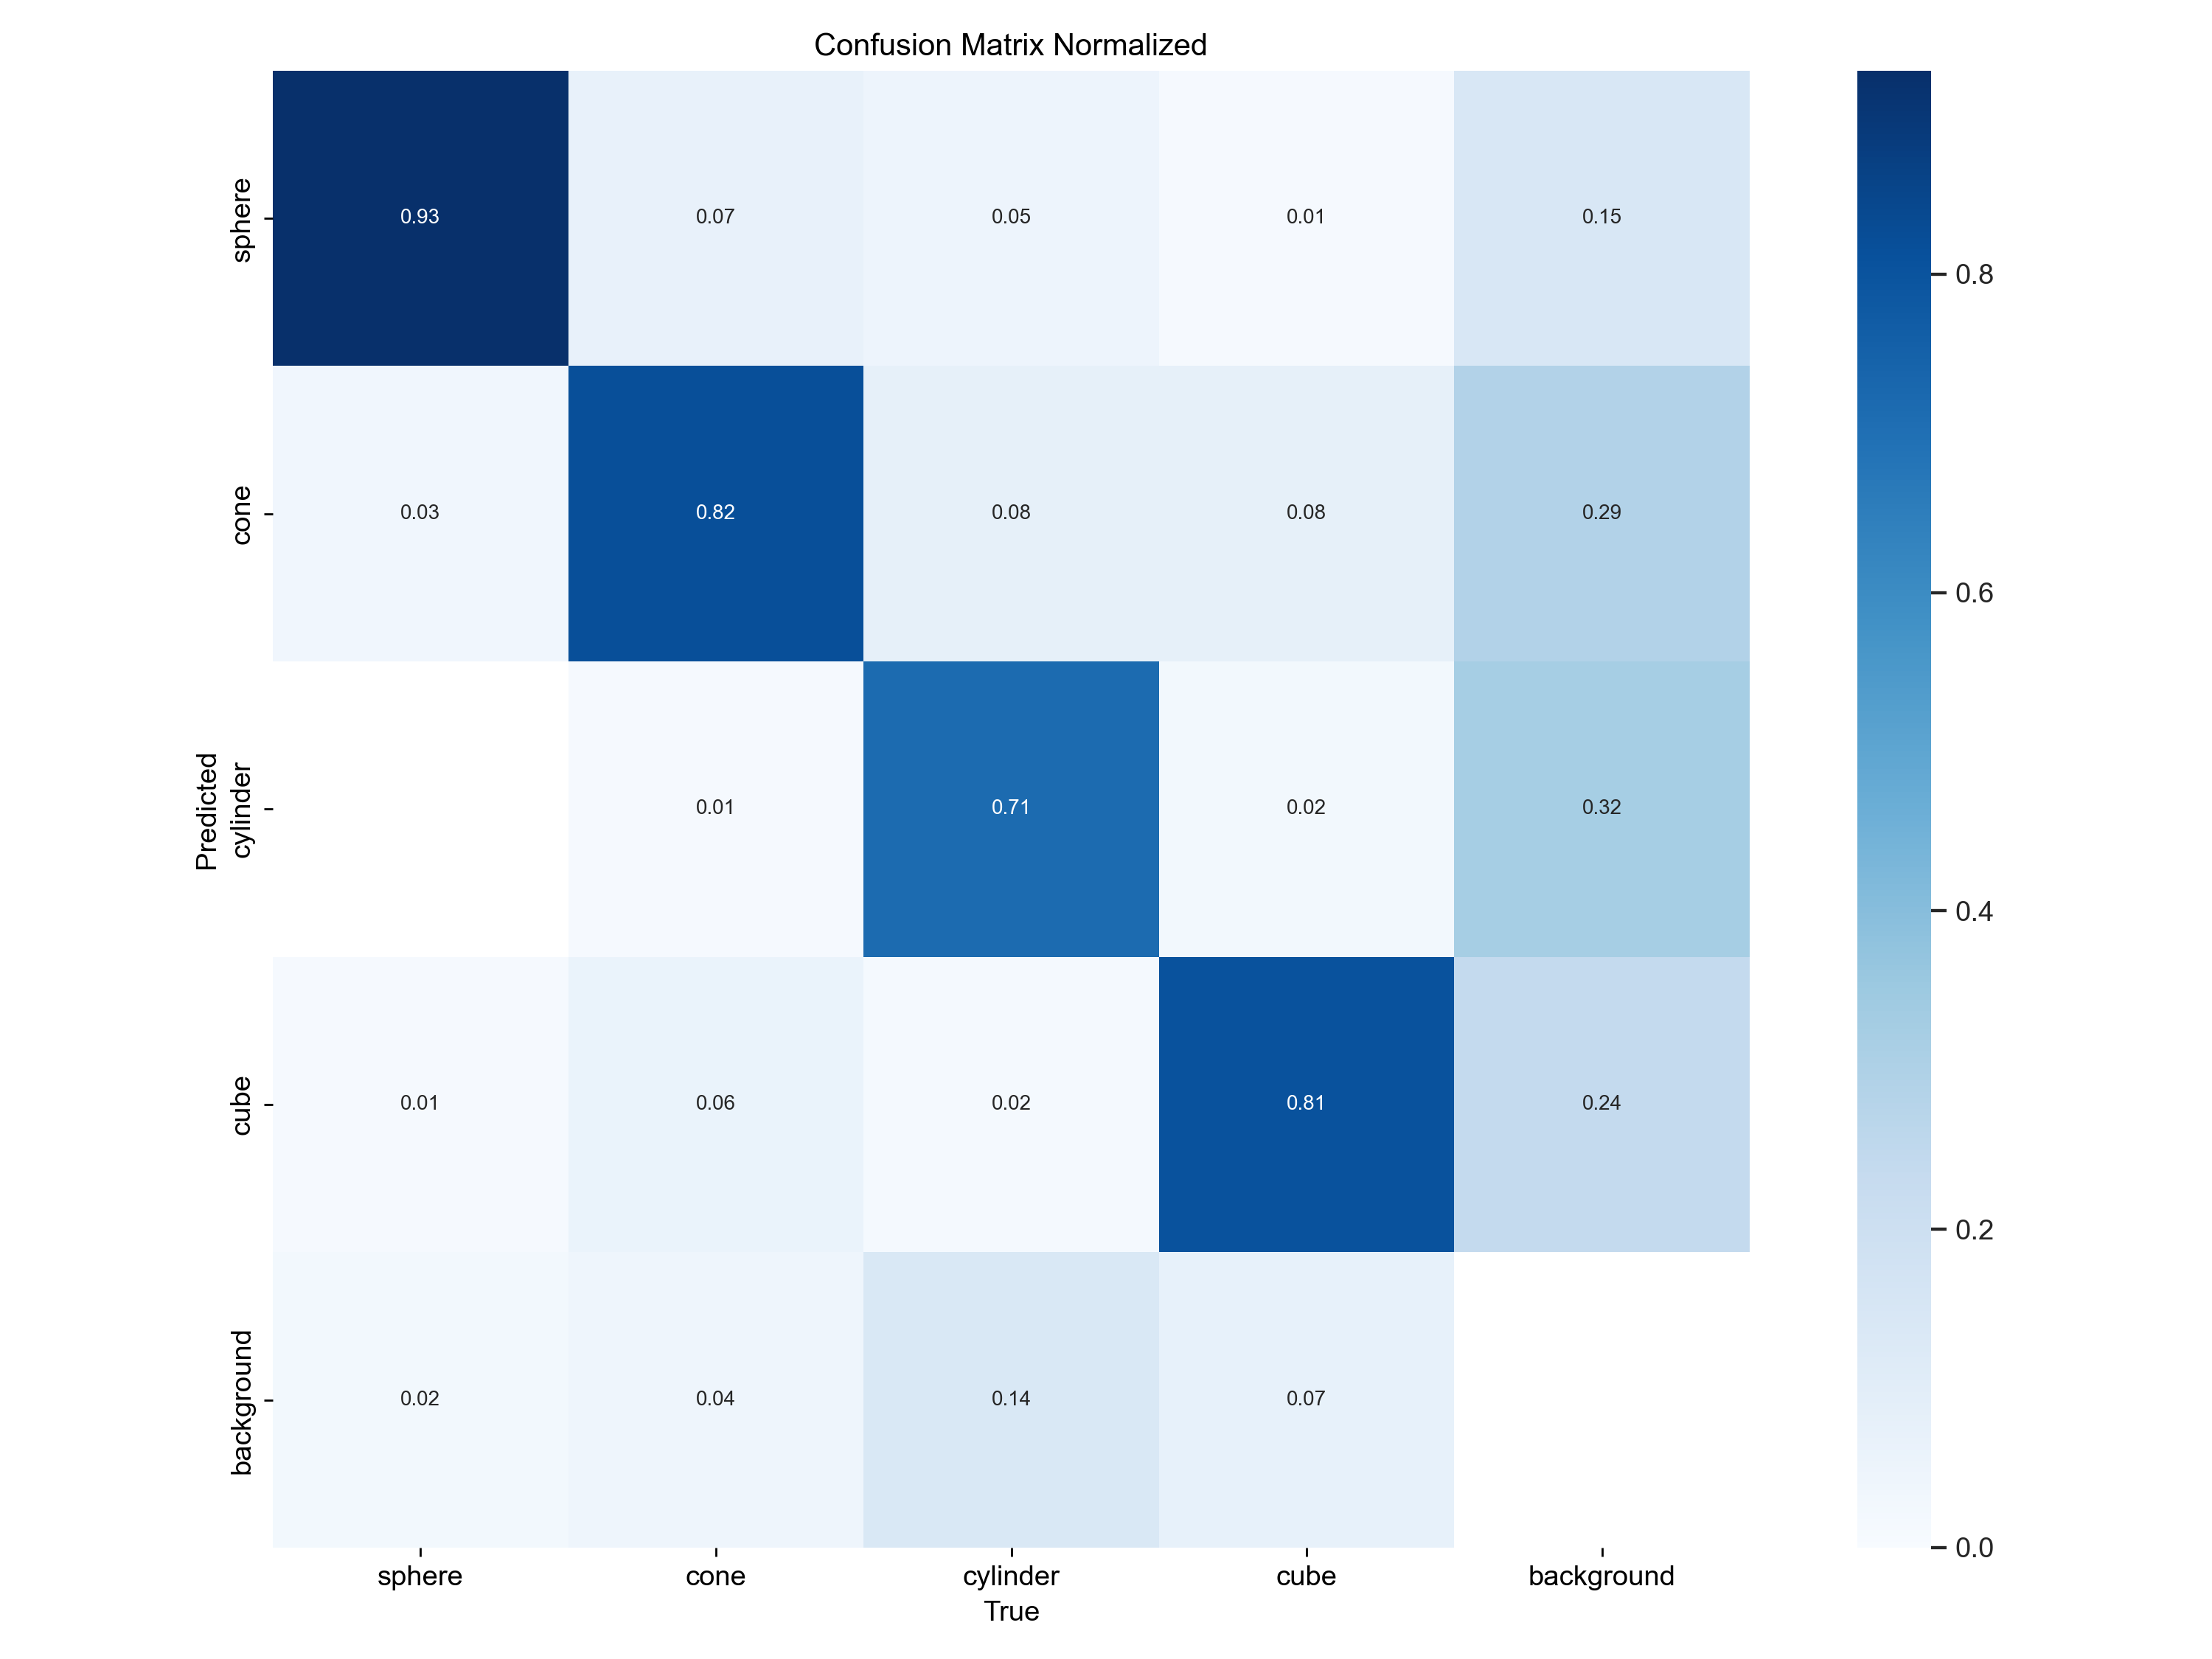 Confusion Matrix Normalized
sphere 0.93 0.07 0.05 0.01 0.15
cone 0.03 0.82 0.08 0.08 0.29
Predicted
cylinder 0.01 0.71 0.02 0.32
cube 0.01 0.06 0.02 0.81 0.24
background 0.02 0.04 0.14 0.07
sphere cone cylinder cube background
True
0.8
0.6
0.4
0.2
0.0